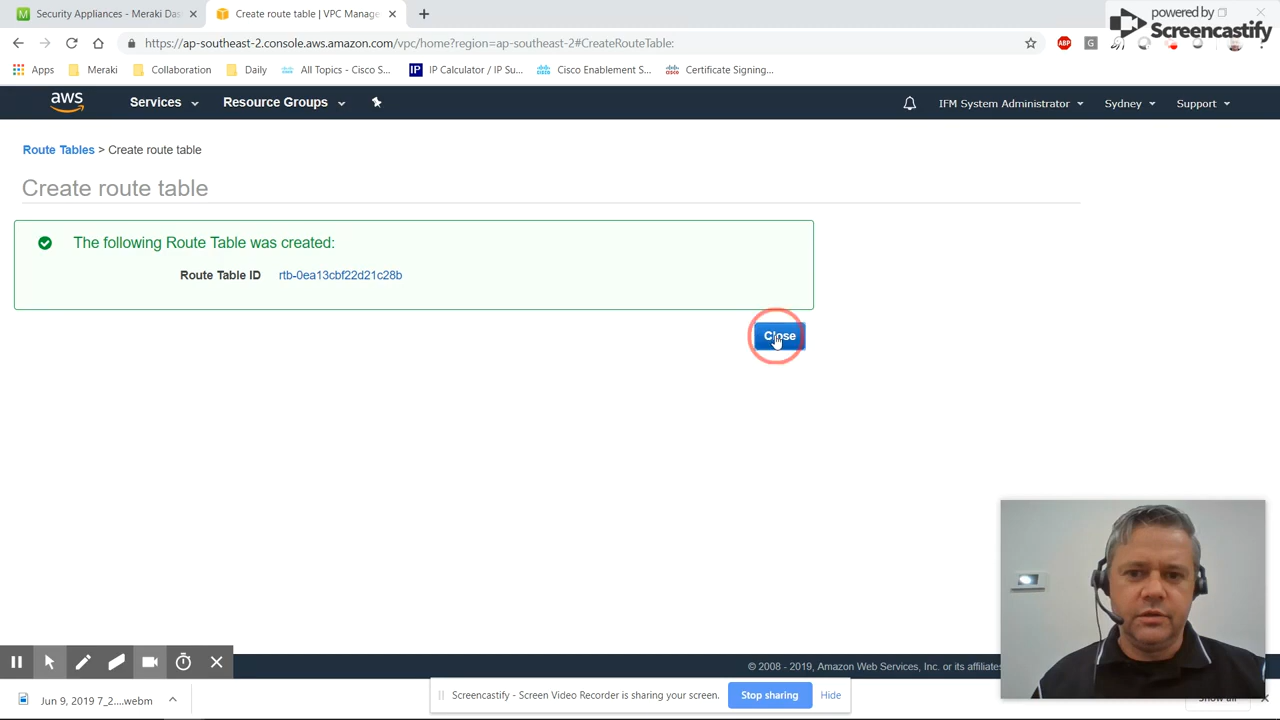 Security Appliances - Meraki Das
Create route table | VPC Manage
powered by
Screencastify
https://ap-southeast-2.console.aws.amazon.com/vpc/
region=ap-southeast-2#CreateRouteTable:
ABP
G
Apps
Meraki
Collaboration
Daily
All Topics - Cisco S...
IP
IP Calculator / IP Su...
Cisco Enablement S...
Certificate Signing...
aws
Services
Resource Groups
IFM System Administrator
Sydney
Support
Route Tables > Create route table
Create route table
The following Route Table was created:
Route Table ID rtb-0ea13cbf22d21c28b
Close
© 2008 - 2019, Amazon Web Services, Inc. or its affiliates
Jun 9, 2019 7_2....webm
Screencastify - Screen Video Recorder is sharing your screen.
Stop sharing
Hide